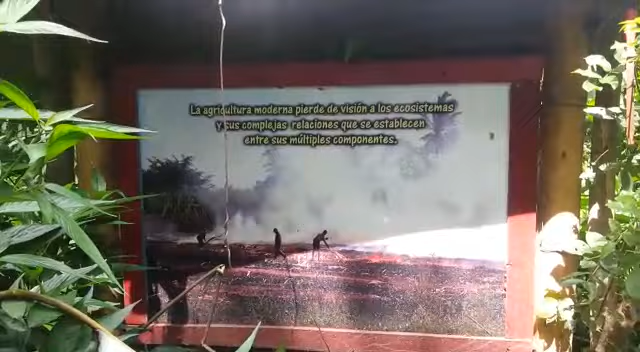 La agricultura moderna pierde de visión a los ecosistemas
y sus complejas relaciones que se establecen
entre sus múltiples componentes.